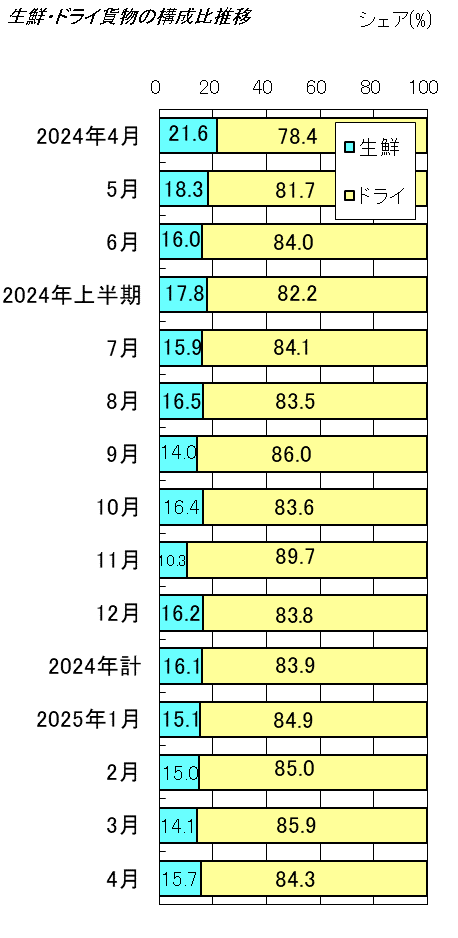 生鮮・ドライ貨物の構成比推移
シェア(%)
0 20 40 60 80 100
2024年4月 21.6 78.4
生鮮
5月 18.3 81.7
ドライ
6月 16.0 84.0
2024年上半期 17.8 82.2
7月 15.9 84.1
8月 16.5 83.5
9月 14.0 86.0
10月 16.4 83.6
11月 10.3 89.7
12月 16.2 83.8
2024年計 16.1 83.9
2025年1月 15.1 84.9
2月 15.0 85.0
3月 14.1 85.9
4月 15.7 84.3